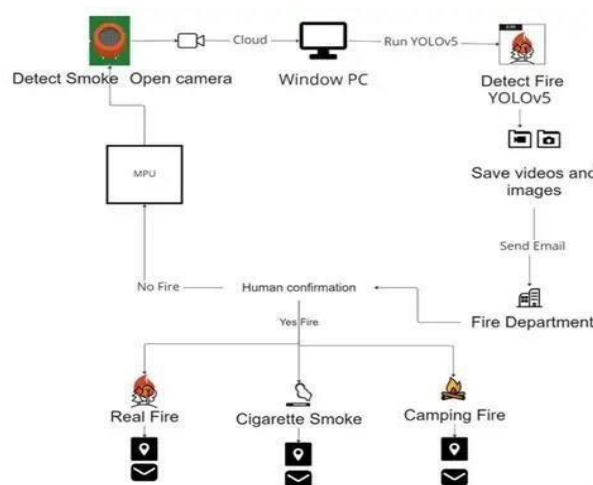 Cloud
Run YOLOv5
Detect Smoke
Open camera
Window PC
Detect Fire
YOLOv5
MPU
Save videos and
images
Send Email
No Fire
Human confirmation
Fire Department
Yes Fire
Real Fire
Cigarette Smoke
Camping Fire